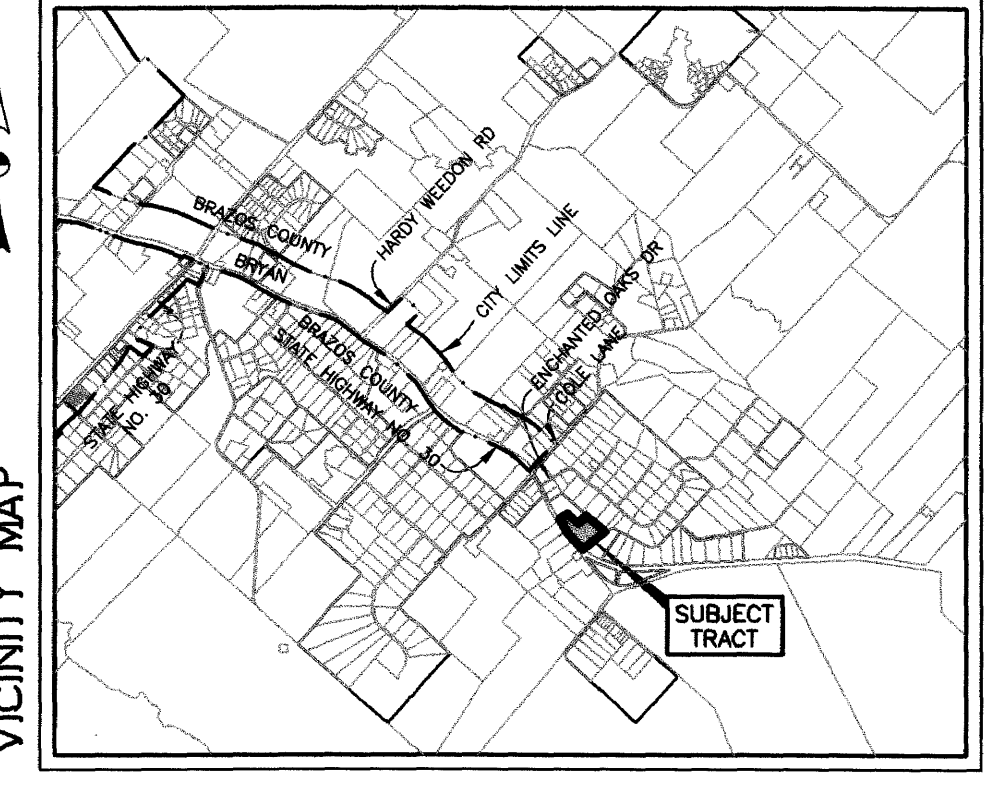 VICINITY MAP
BRAZOS COUNTY
BRYAN
HARDY WEEDON RD
CITY LIMITS LINE
ENCHANTED OAKS DR
COLE LANE
BRAZOS COUNTY
STATE HIGHWAY NO. 30
STATE HIGHWAY
NO. 30
SUBJECT
TRACT